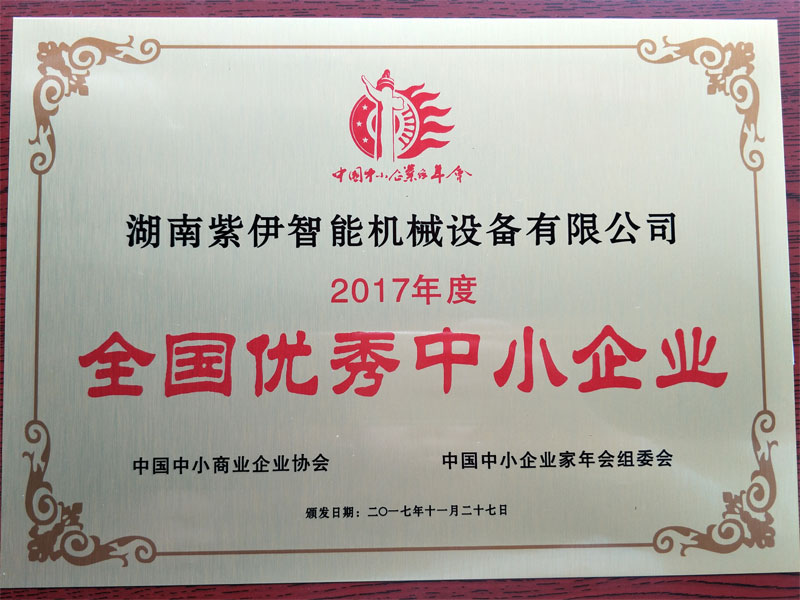 中国中小企业家年会
湖南紫伊智能机械设备有限公司
2017年度
全国优秀中小企业
中国中小商业企业协会 中国中小企业家年会组委会
颁发日期：二〇一七年十一月二十七日